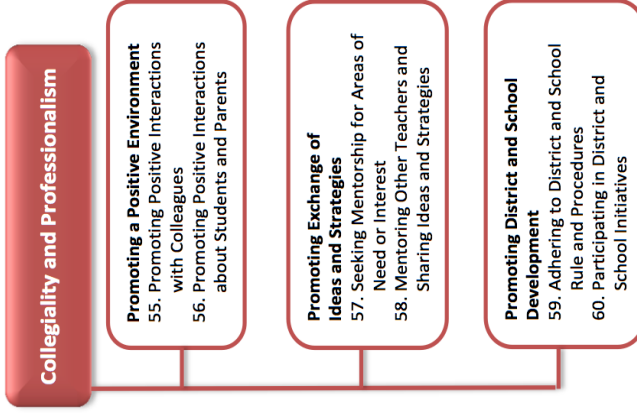 Collegiality and Professionalism
Promoting a Positive Environment
55. Promoting Positive Interactions
with Colleagues
56. Promoting Positive Interactions
about Students and Parents
Promoting Exchange of
Ideas and Strategies
57. Seeking Mentorship for Areas of
Need or Interest
58. Mentoring Other Teachers and
Sharing Ideas and Strategies
Promoting District and School
Development
59. Adhering to District and School
Rule and Procedures
60. Participating in District and
School Initiatives